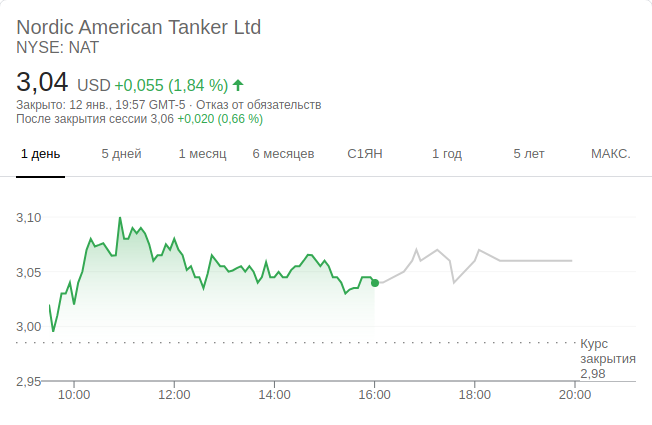 Nordic American Tanker Ltd
NYSE: NAT
3,04 USD +0,055 (1,84 %)
Закрыто: 12 янв., 19:57 GMT-5 · Отказ от обязательств
После закрытия сессии 3,06 +0,020 (0,66 %)
1 день 5 дней 1 месяц 6 месяцев С1ЯН 1 год 5 лет МАКС.
3,10
3,05
3,00
Курс
закрытия
2,98
2,95
10:00 12:00 14:00 16:00 18:00 20:00